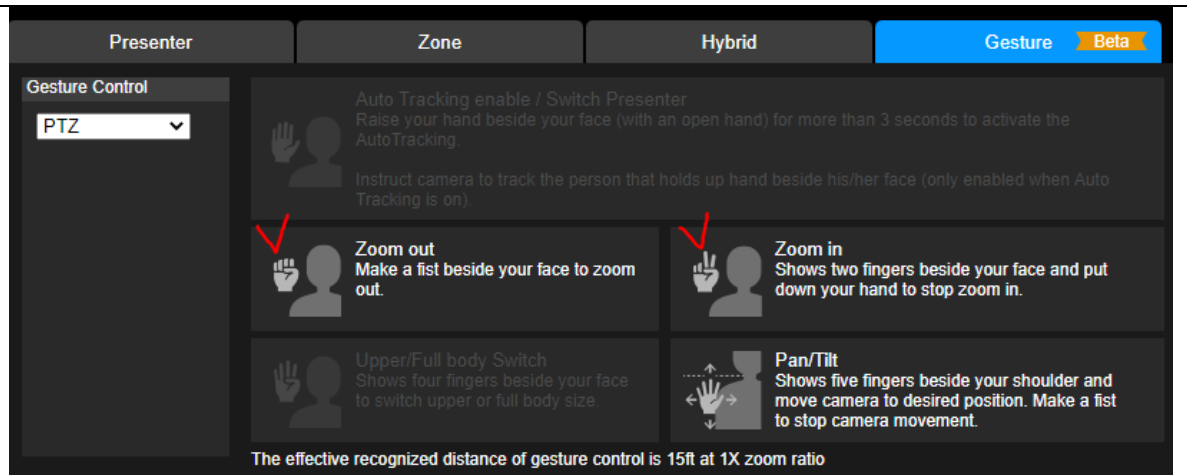 Presenter
Zone
Hybrid
Gesture
Beta
Gesture Control
PTZ
Auto Tracking enable / Switch Presenter
Raise your hand beside your face (with an open hand) for more than 3 seconds to activate the
AutoTracking.
Instruct camera to track the person that holds up hand beside his/her face (only enabled when Auto
Tracking is on).
Zoom out
Make a fist beside your face to zoom
out.
Zoom in
Shows two fingers beside your face and put
down your hand to stop zoom in.
Upper/Full body Switch
Shows four fingers beside your face
to switch upper or full body size.
Pan/Tilt
Shows five fingers beside your shoulder and
move camera to desired position. Make a fist
to stop camera movement.
The effective recognized distance of gesture control is 15ft at 1X zoom ratio